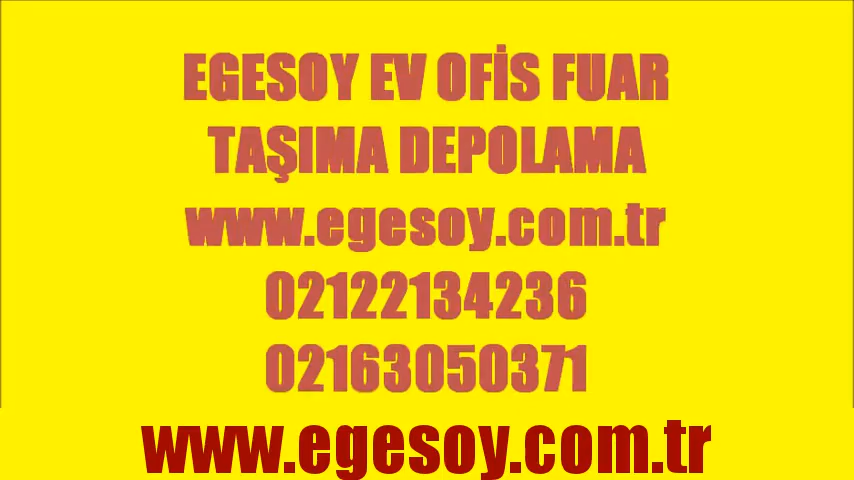 EGESOY EV OFİS FUAR
TAŞIMA DEPOLAMA
www.egesoy.com.tr
02122134236
02163050371
www.egesoy.com.tr